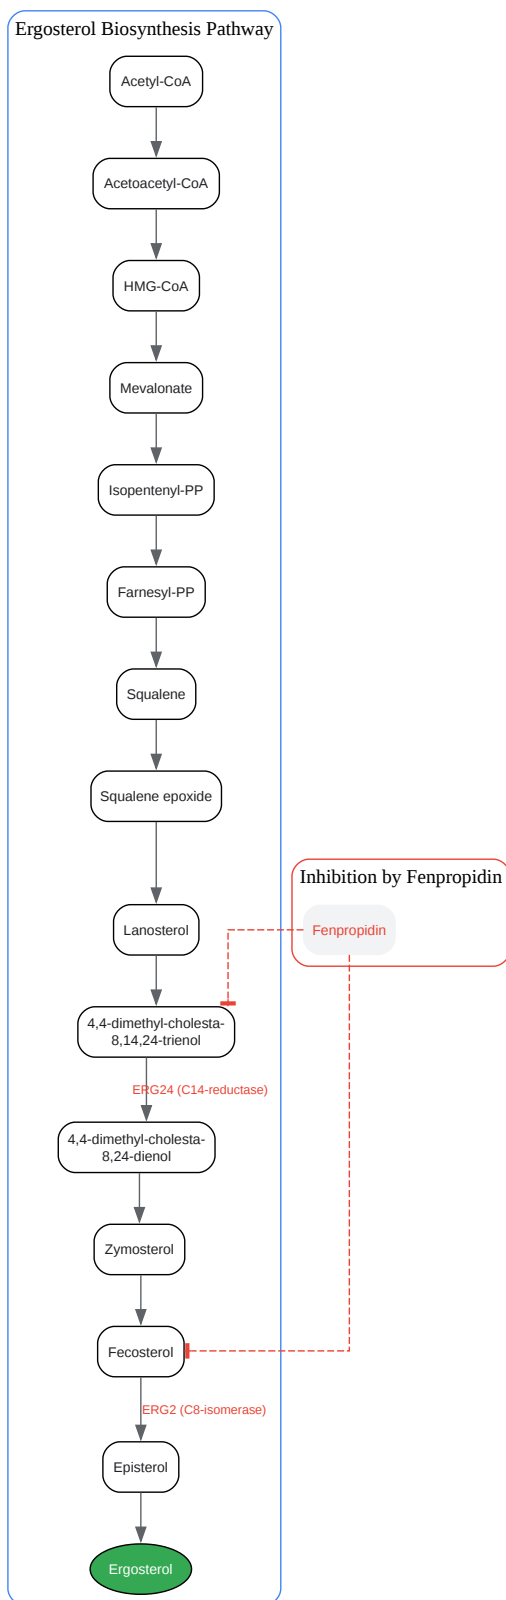 Ergosterol Biosynthesis Pathway
Acetyl-CoA
Acetoacetyl-CoA
HMG-CoA
Mevalonate
Isopentenyl-PP
Farnesyl-PP
Squalene
Squalene epoxide
Inhibition by Fenpropidin
Lanosterol
Fenpropidin
4,4-dimethyl-cholesta-
8,14,24-trienol
ERG24 (C14-reductase)
4,4-dimethyl-cholesta-
8,24-dienol
Zymosterol
Fecosterol
ERG2 (C8-isomerase)
Episterol
Ergosterol